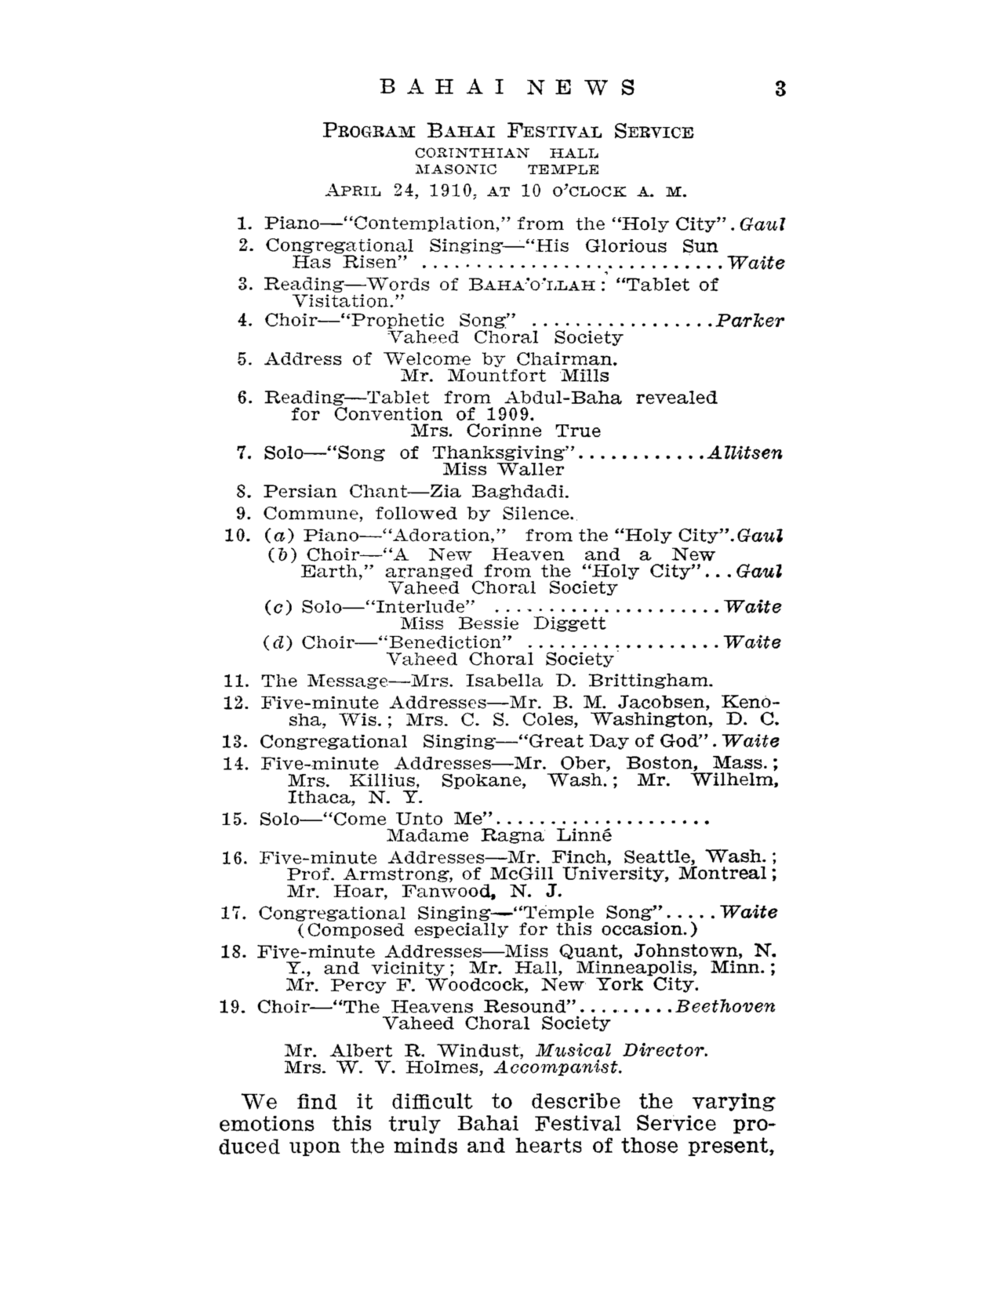 BAHAI NEWS 3
PROGRAM BAHAI FESTIVAL SERVICE
CORINTHIAN HALL
MASONIC TEMPLE
APRIL 24, 1910, AT 10 O'CLOCK A. M.
1. Piano—“Contemplation,” from the “Holy City”. Gaul
2. Congregational Singing—“His Glorious Sun
Has Risen” ............................ Waite
3. Reading—Words of BAHA'O'LLAH: “Tablet of
Visitation.”
4. Choir—“Prophetic Song” .................Parker
Vaheed Choral Society
5. Address of Welcome by Chairman.
Mr. Mountfort Mills
6. Reading—Tablet from Abdul-Baha revealed
for Convention of 1909.
Mrs. Corinne True
7. Solo—“Song of Thanksgiving”............Allitsen
Miss Waller
8. Persian Chant—Zia Baghdadi.
9. Commune, followed by Silence.
10. (a) Piano—“Adoration,” from the “Holy City”.Gaul
(b) Choir—“A New Heaven and a New
Earth,” arranged from the “Holy City”...Gaul
Vaheed Choral Society
(c) Solo—“Interlude” .....................Waite
Miss Bessie Diggett
(d) Choir—“Benediction” ..................Waite
Vaheed Choral Society
11. The Message—Mrs. Isabella D. Brittingham.
12. Five-minute Addresses—Mr. B. M. Jacobsen, Keno-
sha, Wis.; Mrs. C. S. Coles, Washington, D. C.
13. Congregational Singing—“Great Day of God”. Waite
14. Five-minute Addresses—Mr. Ober, Boston, Mass.;
Mrs. Killius, Spokane, Wash.; Mr. Wilhelm,
Ithaca, N. Y.
15. Solo—“Come Unto Me”....................
Madame Ragna Linné
16. Five-minute Addresses—Mr. Finch, Seattle, Wash.;
Prof. Armstrong, of McGill University, Montreal;
Mr. Hoar, Fanwood, N. J.
17. Congregational Singing—“Temple Song”.....Waite
(Composed especially for this occasion.)
18. Five-minute Addresses—Miss Quant, Johnstown, N.
Y., and vicinity; Mr. Hall, Minneapolis, Minn.;
Mr. Percy F. Woodcock, New York City.
19. Choir—“The Heavens Resound”.........Beethoven
Vaheed Choral Society
Mr. Albert R. Windust, Musical Director.
Mrs. W. V. Holmes, Accompanist.
We find it difficult to describe the varying
emotions this truly Bahai Festival Service pro-
duced upon the minds and hearts of those present,